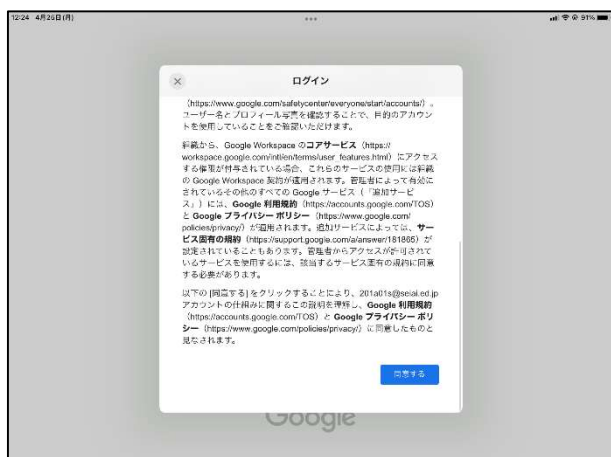 12:24 4月25日(月)
91%
ログイン
（https://www.google.com/safetycenter/everyone/start/accounts/）。
ユーザー名とプロフィール写真を確認することで、目的のアカウン
トを使用していることをご確認いただけます。
組織から、Google Workspace のコアサービス（https://
workspace.google.com/intl/en/terms/user_features.html）にアクセス
する権限が付与されている場合、これらのサービスの使用には組織
の Google Workspace 契約が適用されます。管理者によって有効に
されているその他のすべての Google サービス（「追加サービ
ス」）には、Google 利用規約（https://accounts.google.com/TOS）
と Google プライバシー ポリシー（https://www.google.com/
policies/privacy/）が適用されます。追加サービスによっては、サー
ビス固有の規約（https://support.google.com/a/answer/181865）が
設定されていることもあります。管理者からアクセスが許可されて
いるサービスを使用するには、該当するサービス固有の規約に同意
する必要があります。
以下の [同意する] をクリックすることにより、201a01s@seiai.ed.jp
アカウントの仕組みに関するこの説明を理解し、Google 利用規約
（https://accounts.google.com/TOS）と Google プライバシー ポリ
シー（https://www.google.com/policies/privacy/）に同意したものと
見なされます。
同意する
Google